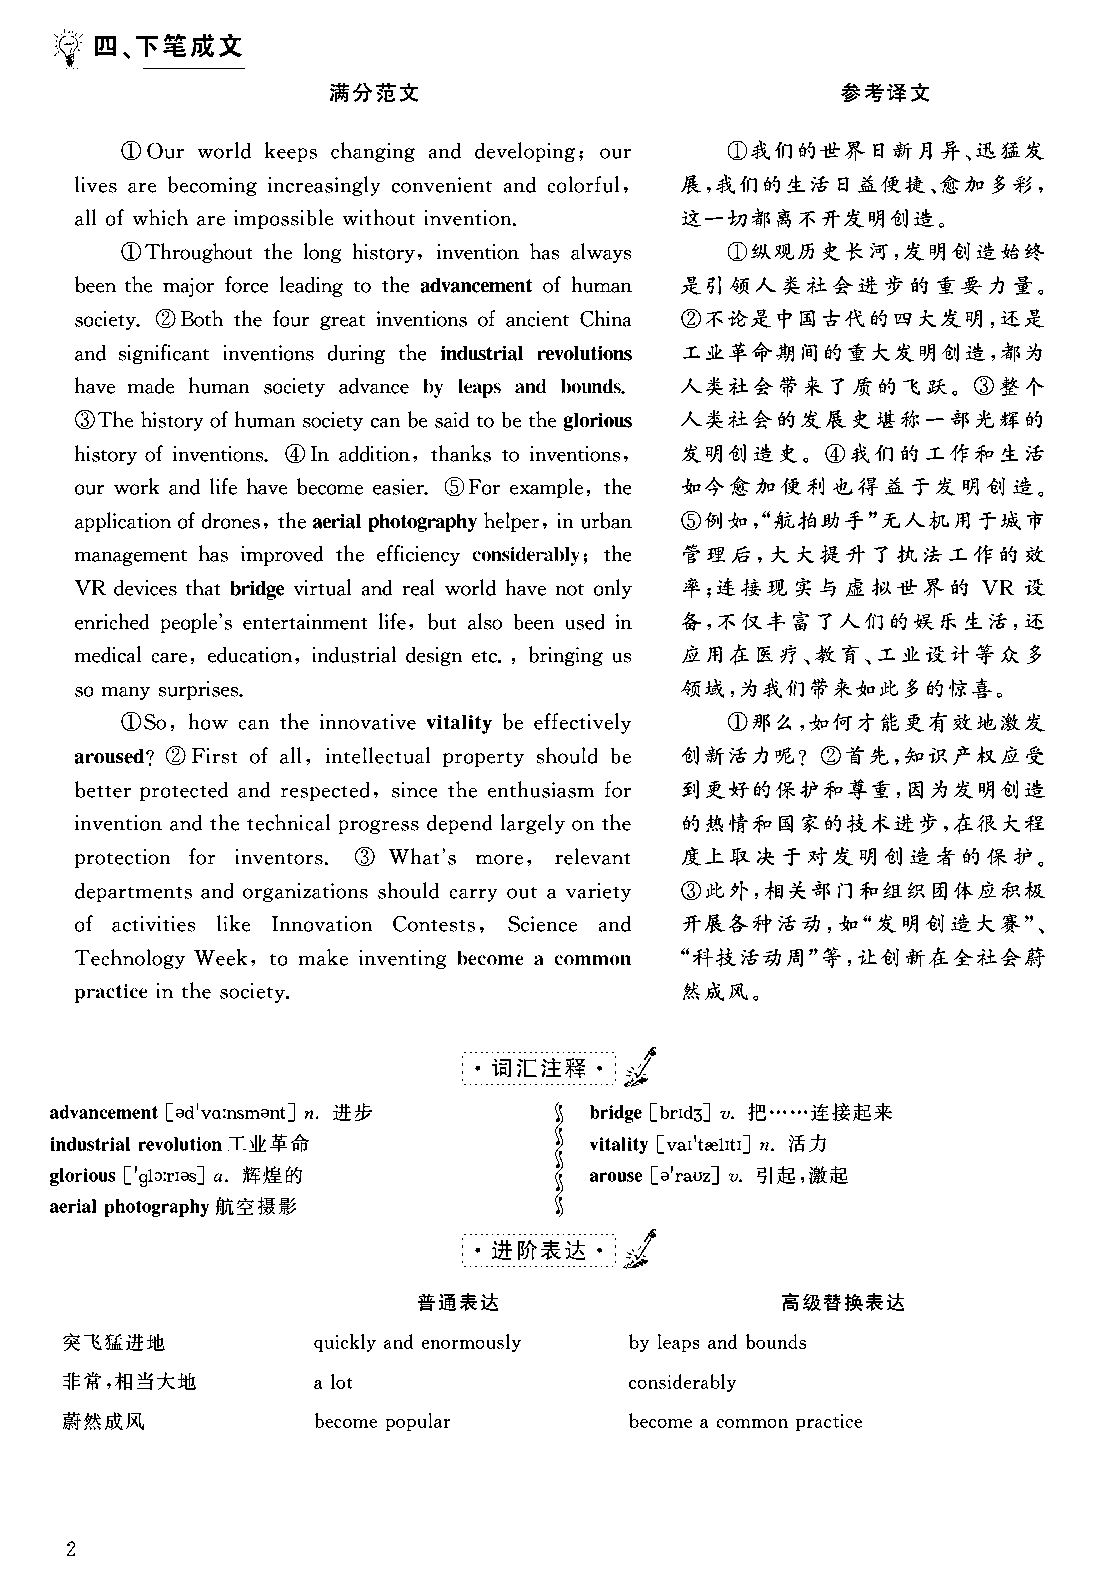 四、下笔成文
满分范文
①Our world keeps changing and developing; our
lives are becoming increasingly convenient and colorful,
all of which are impossible without invention.
①Throughout the long history, invention has always
been the major force leading to the advancement of human
society. ②Both the four great inventions of ancient China
and significant inventions during the industrial revolutions
have made human society advance by leaps and bounds.
③The history of human society can be said to be the glorious
history of inventions. ④In addition, thanks to inventions,
our work and life have become easier. ⑤For example, the
application of drones, the aerial photography helper, in urban
management has improved the efficiency considerably; the
VR devices that bridge virtual and real world have not only
enriched people's entertainment life, but also been used in
medical care, education, industrial design etc. , bringing us
so many surprises.
①So, how can the innovative vitality be effectively
aroused? ②First of all, intellectual property should be
better protected and respected, since the enthusiasm for
invention and the technical progress depend largely on the
protection for inventors. ③ What's more, relevant
departments and organizations should carry out a variety
of activities like Innovation Contests, Science and
Technology Week, to make inventing become a common
practice in the society.
参考译文
①我们的世界日新月异、迅猛发
展,我们的生活日益便捷、愈加多彩,
这一切都离不开发明创造。
①纵观历史长河,发明创造始终
是引领人类社会进步的重要力量。
②不论是中国古代的四大发明,还是
工业革命期间的重大发明创造,都为
人类社会带来了质的飞跃。③整个
人类社会的发展史堪称一部光辉的
发明创造史。④我们的工作和生活
如今愈加便利也得益于发明创造。
⑤例如,“航拍助手”无人机用于城市
管理后,大大提升了执法工作的效
率;连接现实与虚拟世界的 VR 设
备,不仅丰富了人们的娱乐生活,还
应用在医疗、教育、工业设计等众多
领域,为我们带来如此多的惊喜。
①那么,如何才能更有效地激发
创新活力呢? ②首先,知识产权应受
到更好的保护和尊重,因为发明创造
的热情和国家的技术进步,在很大程
度上取决于对发明创造者的保护。
③此外,相关部门和组织团体应积极
开展各种活动,如“发明创造大赛”、
“科技活动周”等,让创新在全社会蔚
然成风。
·词汇注释·
advancement [əd'vɑːnsmənt] n. 进步
industrial revolution 工业革命
glorious ['ɡlɔːrɪəs] a. 辉煌的
aerial photography 航空摄影
bridge [brɪdʒ] v. 把……连接起来
vitality [vaɪ'tælɪtɪ] n. 活力
arouse [ə'raʊz] v. 引起,激起
·进阶表达·
普通表达 高级替换表达
突飞猛进地 quickly and enormously by leaps and bounds
非常,相当大地 a lot considerably
蔚然成风 become popular become a common practice
2